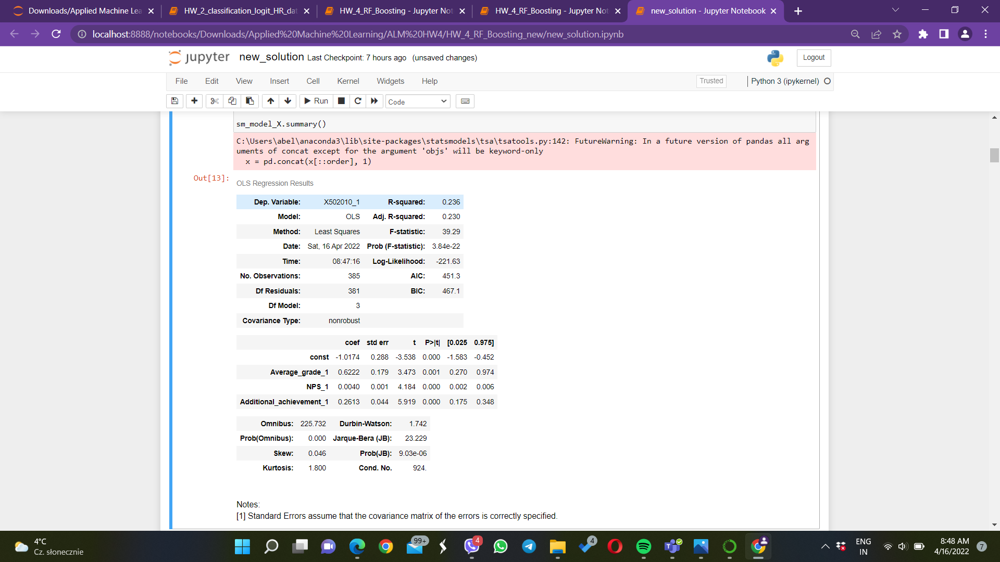 Downloads/Applied Machine Lea
HW_2_classification_logit_HR_dat
HW_4_RF_Boosting - Jupyter Not
HW_4_RF_Boosting - Jupyter Not
new_solution - Jupyter Notebook
localhost:8888/notebooks/Downloads/Applied%20Machine%20Learning/ALM%20HW4/HW_4_RF_Boosting_new/new_solution.ipynb
jupyter new_solution Last Checkpoint: 7 hours ago (unsaved changes) Logout
File Edit View Insert Cell Kernel Widgets Help Trusted Python 3 (ipykernel)
Run Code
sm_model_X.summary()
C:\Users\abel\anaconda3\lib\site-packages\statsmodels\tsa\tsatools.py:142: FutureWarning: In a future version of pandas all arg
uments of concat except for the argument 'objs' will be keyword-only
x = pd.concat(x[::order], 1)
Out[13]:
OLS Regression Results
Dep. Variable: X502010_1 R-squared: 0.236
Model: OLS Adj. R-squared: 0.230
Method: Least Squares F-statistic: 39.29
Date: Sat, 16 Apr 2022 Prob (F-statistic): 3.84e-22
Time: 08:47:16 Log-Likelihood: -221.63
No. Observations: 385 AIC: 451.3
Df Residuals: 381 BIC: 467.1
Df Model: 3
Covariance Type: nonrobust
coef std err t P>|t| [0.025 0.975]
const -1.0174 0.288 -3.538 0.000 -1.583 -0.452
Average_grade_1 0.6222 0.179 3.473 0.001 0.270 0.974
NPS_1 0.0040 0.001 4.184 0.000 0.002 0.006
Additional_achievement_1 0.2613 0.044 5.919 0.000 0.175 0.348
Omnibus: 225.732 Durbin-Watson: 1.742
Prob(Omnibus): 0.000 Jarque-Bera (JB): 23.229
Skew: 0.046 Prob(JB): 9.03e-06
Kurtosis: 1.800 Cond. No. 924.
Notes:
[1] Standard Errors assume that the covariance matrix of the errors is correctly specified.
4°C
Cz. słonecznie
99+
4
4
ENG
IN
8:48 AM
4/16/2022
7